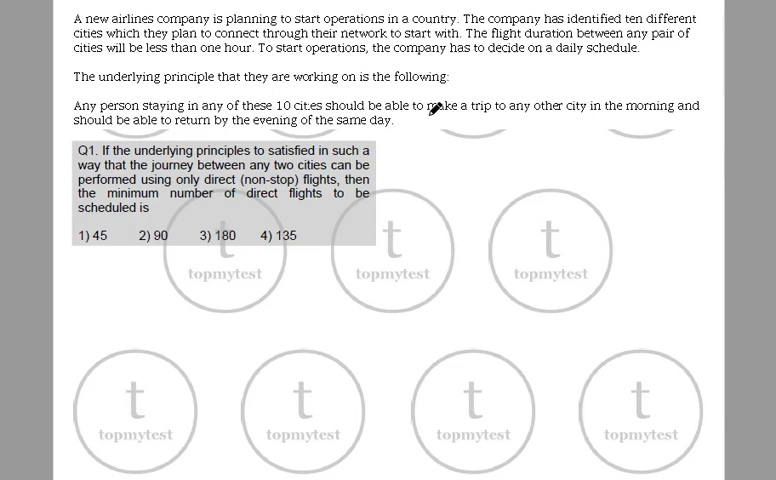 A new airlines company is planning to start operations in a country. The company has identified ten different
cities which they plan to connect through their network to start with. The flight duration between any pair of
cities will be less than one hour. To start operations, the company has to decide on a daily schedule.
The underlying principle that they are working on is the following:
Any person staying in any of these 10 cities should be able to make a trip to any other city in the morning and
should be able to return by the evening of the same day.
Q1. If the underlying principles to satisfied in such a
way that the journey between any two cities can be
performed using only direct (non-stop) flights, then
the minimum number of direct flights to be
scheduled is
1) 45 2) 90 3) 180 4) 135
t t t
topmytest topmytest topmytest
t t t t
topmytest topmytest topmytest topmytest